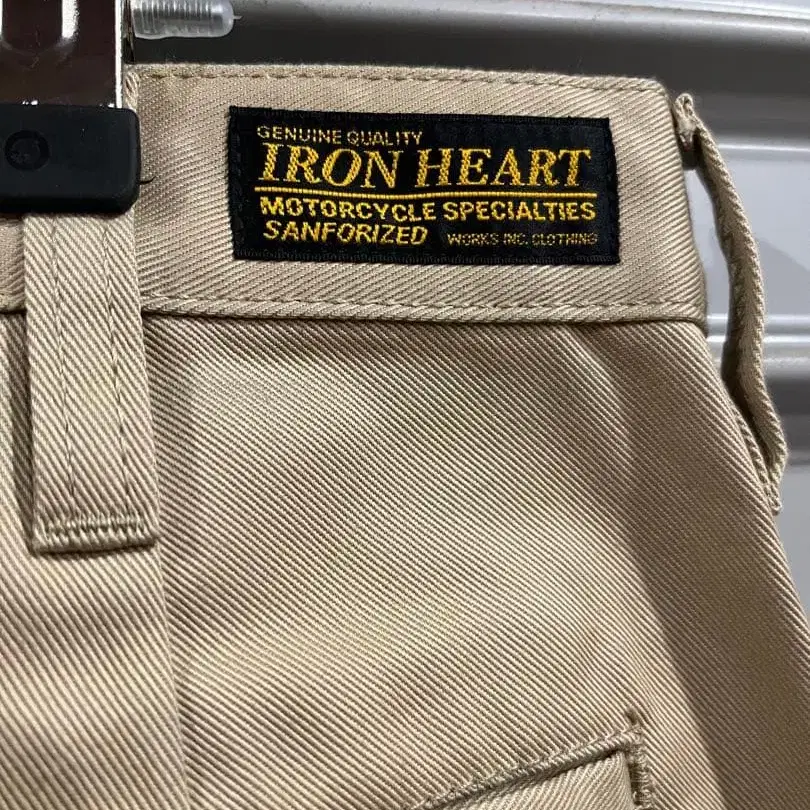 GENUINE QUALITY
IRON HEART
MOTORCYCLE SPECIALTIES
SANFORIZED WORKS INC. CLOTHING